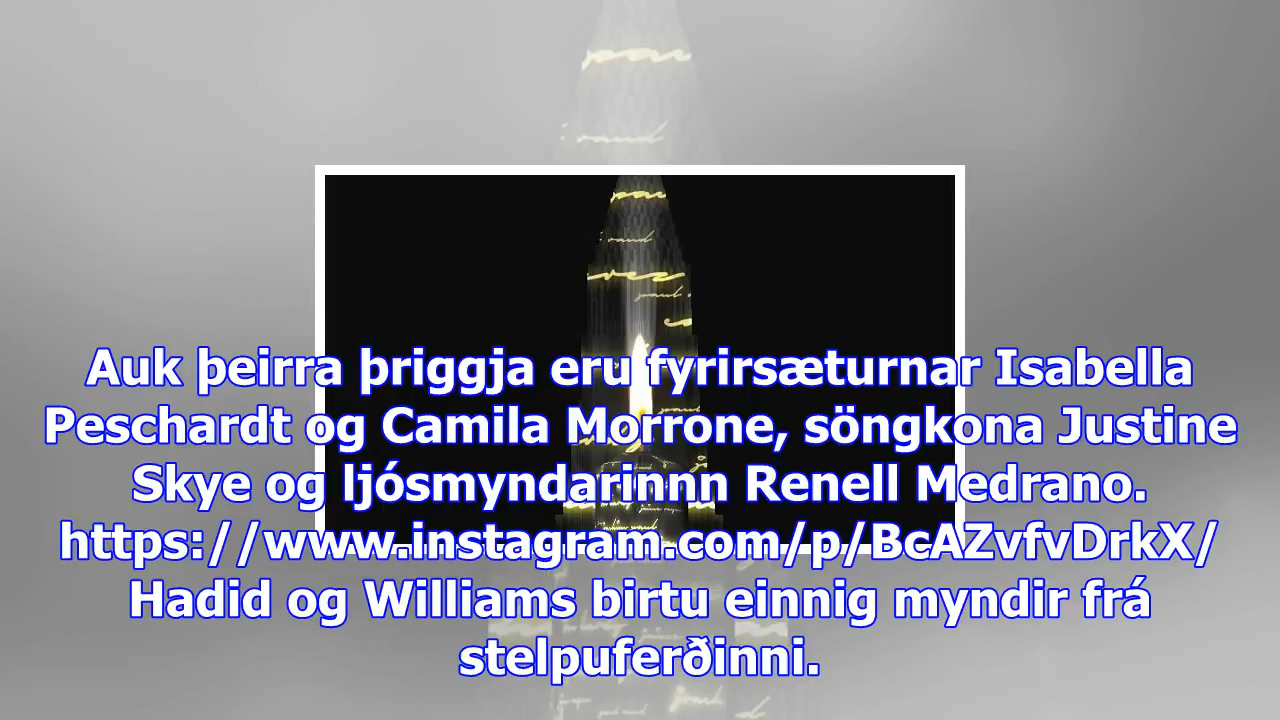 Auk þeirra þriggja eru fyrirsæturnar Isabella
Peschardt og Camila Morrone, söngkona Justine
Skye og ljósmyndarinnn Renell Medrano.
https://www.instagram.com/p/BcAZvfvDrkX/
Hadid og Williams birtu einnig myndir frá
stelpuferðinni.